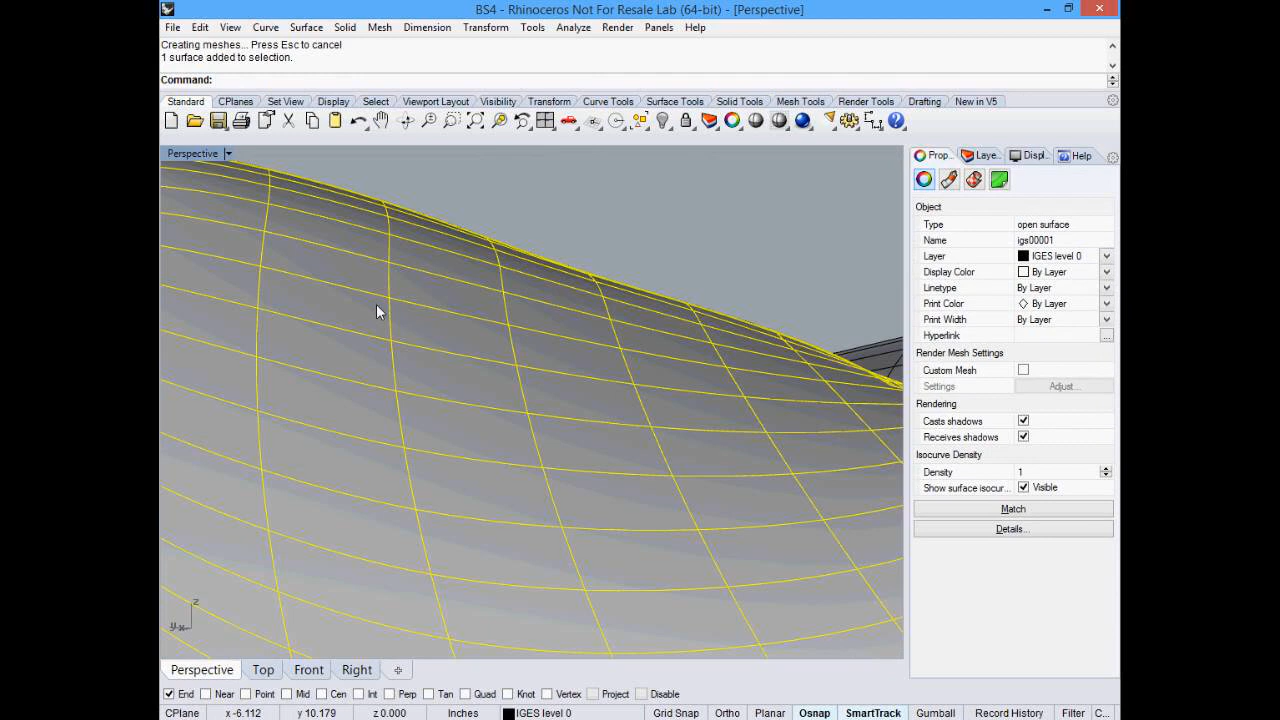 BS4 - Rhinoceros Not For Resale Lab (64-bit) - [Perspective]
File Edit View Curve Surface Solid Mesh Dimension Transform Tools Analyze Render Panels Help
Creating meshes... Press Esc to cancel
1 surface added to selection.
Command:
Standard CPlanes Set View Display Select Viewport Layout Visibility Transform Curve Tools Surface Tools Solid Tools Mesh Tools Render Tools Drafting New in V5
Perspective
Prop... Laye... Displ... Help
Object
Type open surface
Name igs00001
Layer IGES level 0
Display Color By Layer
Linetype By Layer
Print Color By Layer
Print Width By Layer
Hyperlink ...
Render Mesh Settings
Custom Mesh
Settings Adjust...
Rendering
Casts shadows
Receives shadows
Isocurve Density
Density 1
Show surface isocur... Visible
Match
Details...
z
y x
Perspective Top Front Right
End Near Point Mid Cen Int Perp Tan Quad Knot Vertex Project Disable
CPlane x -6.112 y 10.179 z 0.000 Inches IGES level 0 Grid Snap Ortho Planar Osnap SmartTrack Gumball Record History Filter C...